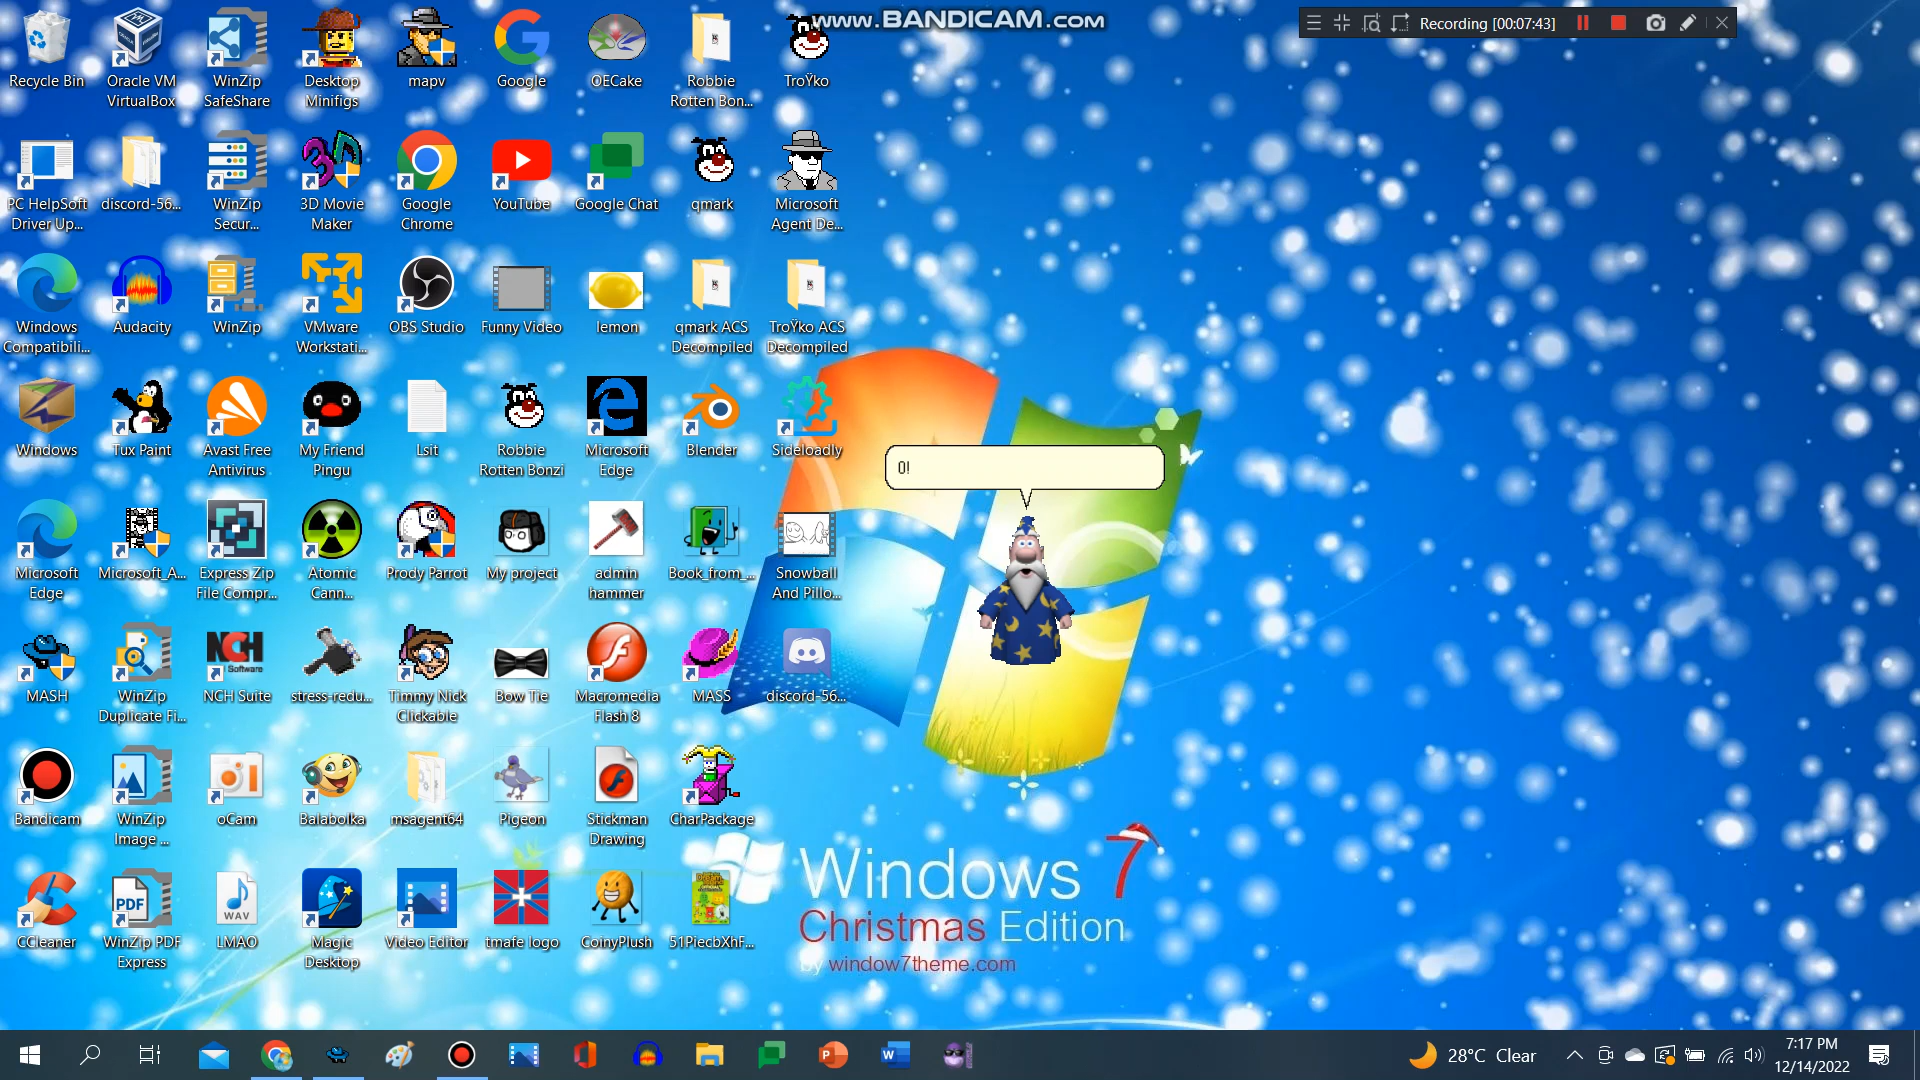 www.BANDICAM.com
Recording [00:07:43]
Recycle Bin
Oracle VM
VirtualBox
WinZip
SafeShare
Desktop
Minifigs
mapv
Google
OECake
Robbie
Rotten Bon...
TroŸko
PC HelpSoft
Driver Up...
discord-56...
WinZip
Secur...
3D Movie
Maker
Google
Chrome
YouTube
Google Chat
qmark
Microsoft
Agent De...
Windows
Compatibili...
Audacity
WinZip
VMware
Workstati...
OBS Studio
Funny Video
lemon
qmark ACS
Decompiled
TroŸko ACS
Decompiled
Windows
Tux Paint
Avast Free
Antivirus
My Friend
Pingu
Lsit
Robbie
Rotten Bonzi
Microsoft
Edge
Blender
Sideloadly
0!
Microsoft
Edge
Microsoft_A...
Express Zip
File Compr...
Atomic
Cann...
Prody Parrot
My project
admin
hammer
Book_from_...
Snowball
And Pillo...
MASH
WinZip
Duplicate Fi...
NCH
Software
NCH Suite
stress-redu...
Timmy Nick
Clickable
Bow Tie
Macromedia
Flash 8
MASS
discord-56...
Bandicam
WinZip
Image ...
oCam
Balabolka
msagent64
Pigeon
Stickman
Drawing
CharPackage
CCleaner
PDF
WinZip PDF
Express
WAV
LMAO
Magic
Desktop
Video Editor
tmafe logo
CoinyPlush
51PiecbXhF...
Windows 7
Christmas Edition
by window7theme.com
28°C Clear
7:17 PM
12/14/2022